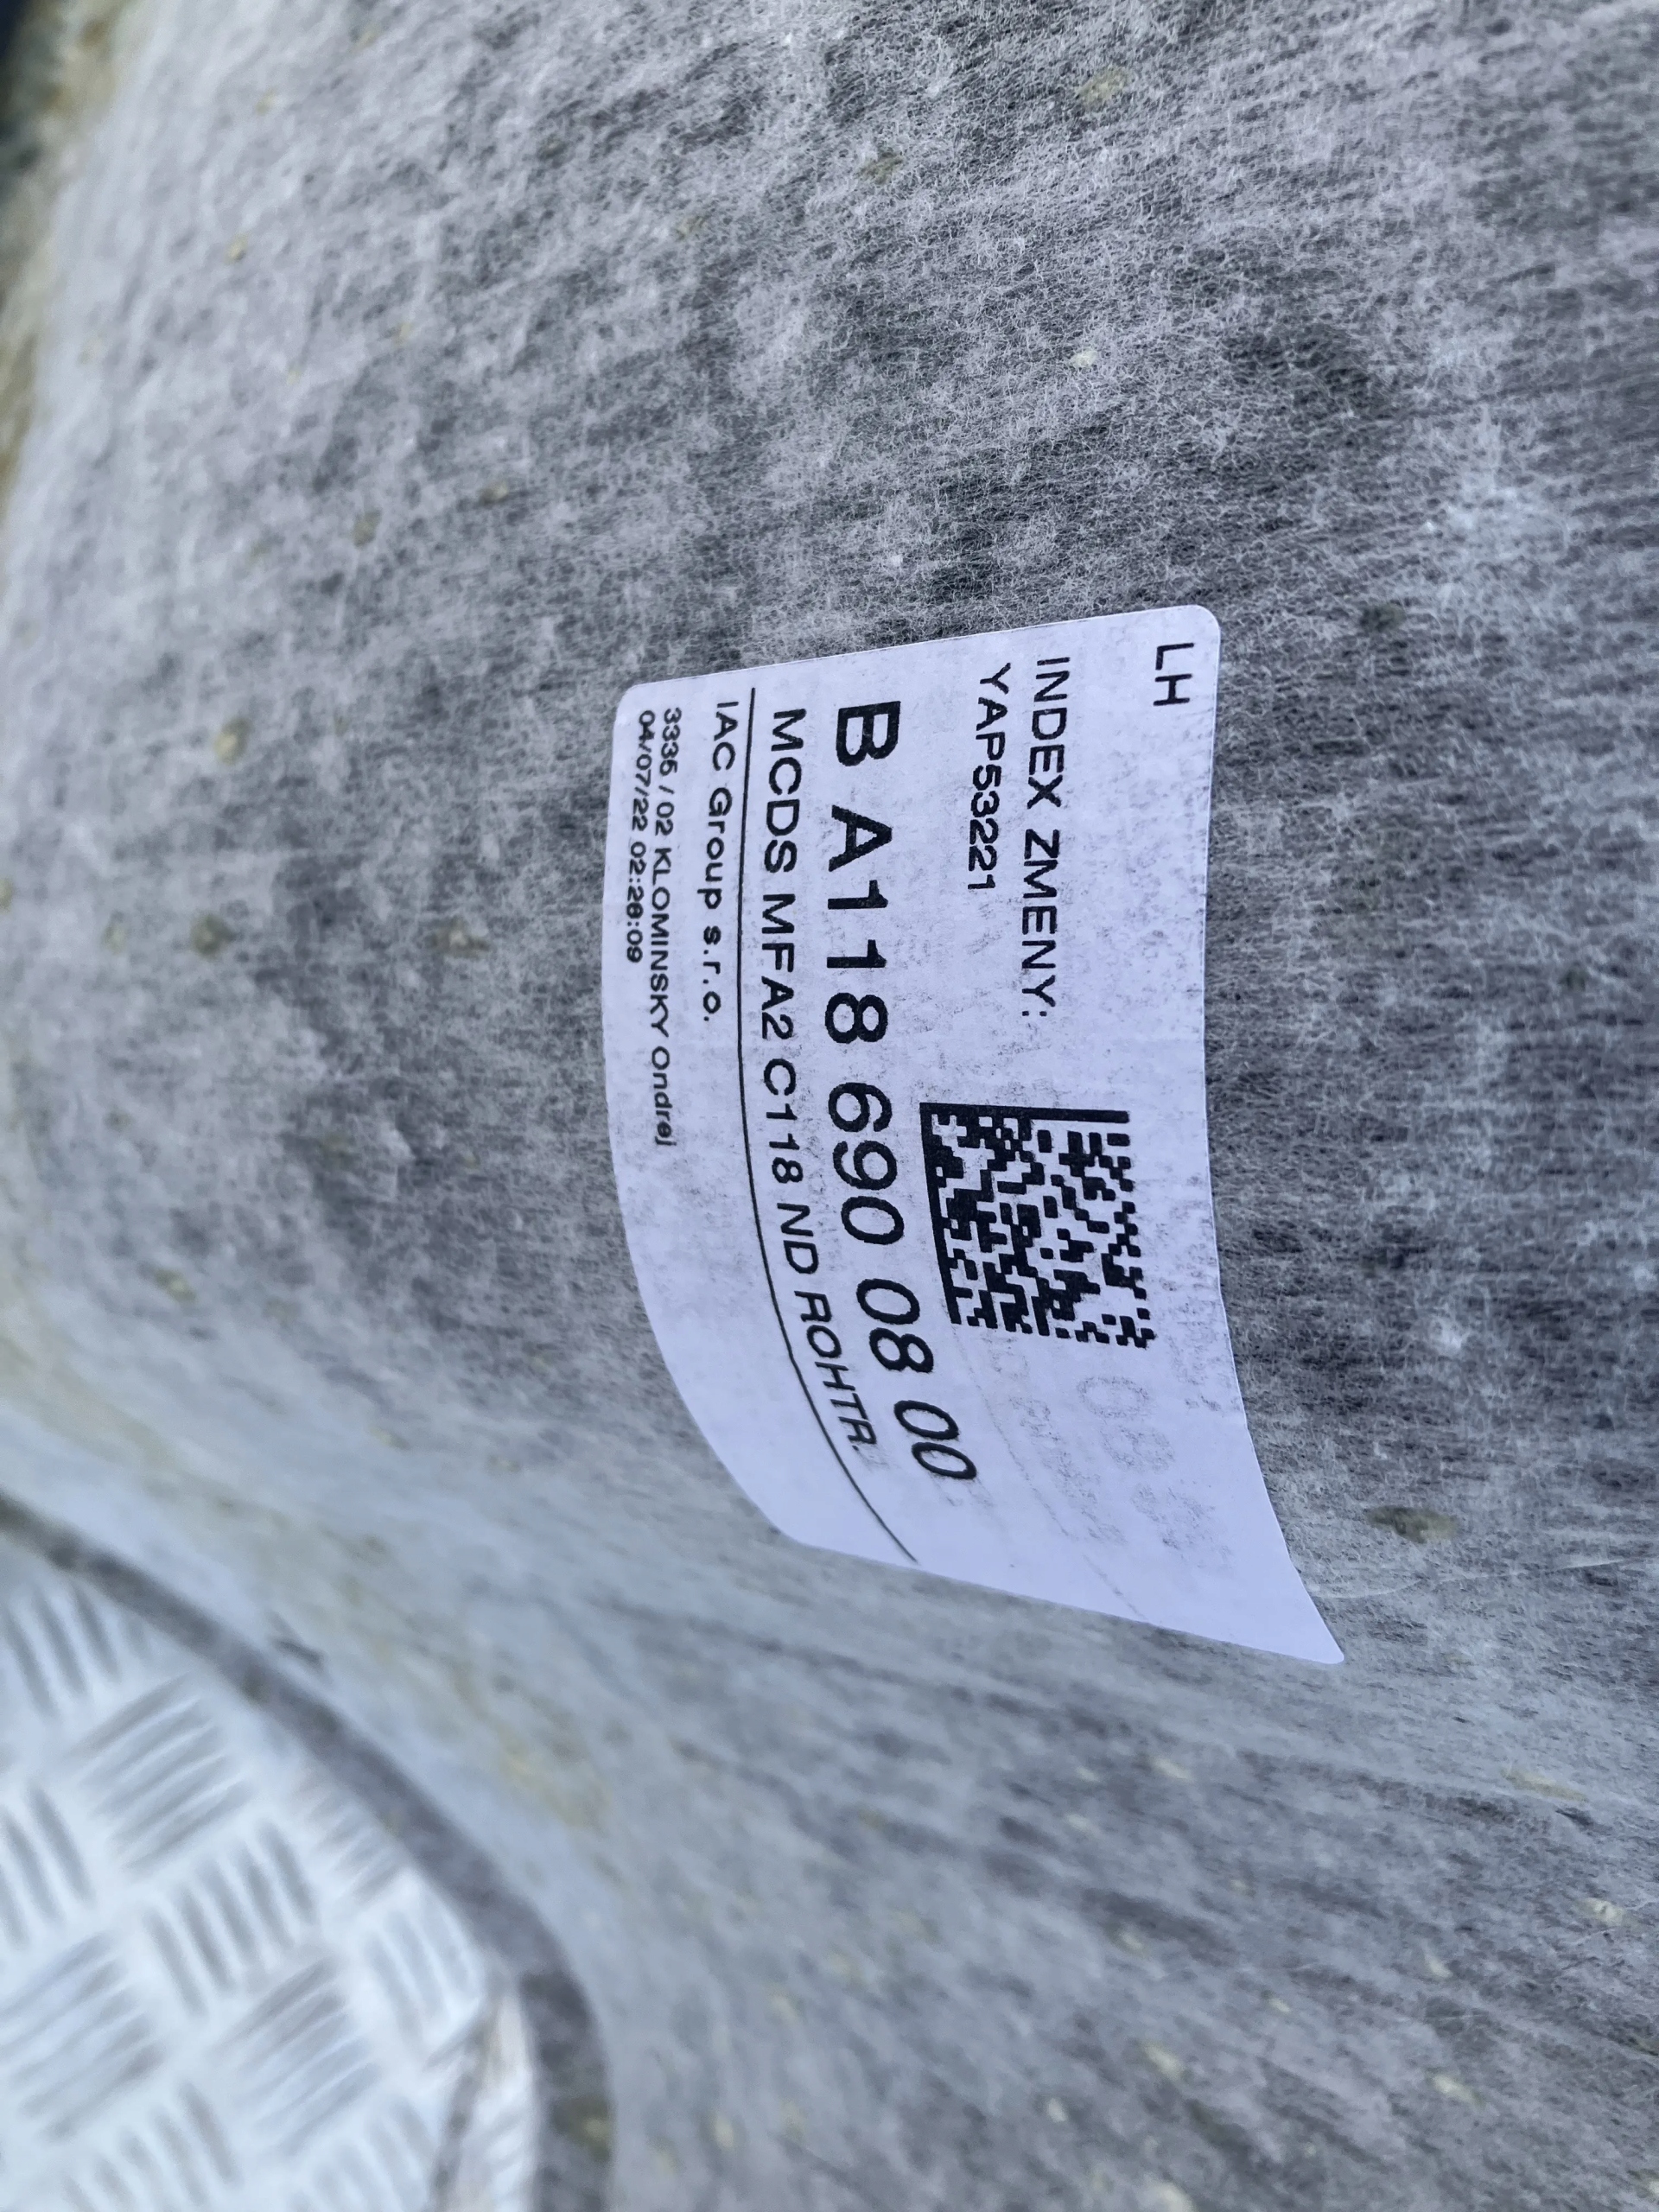 LH
INDEX ZMENY:
YAP53221
B A118 690 08 00
MCDS MFA2 C118 ND ROHTR.
IAC Group s.r.o.
3335 / 02 KLOMINSKY Ondrej
04/07/22 02:28:09